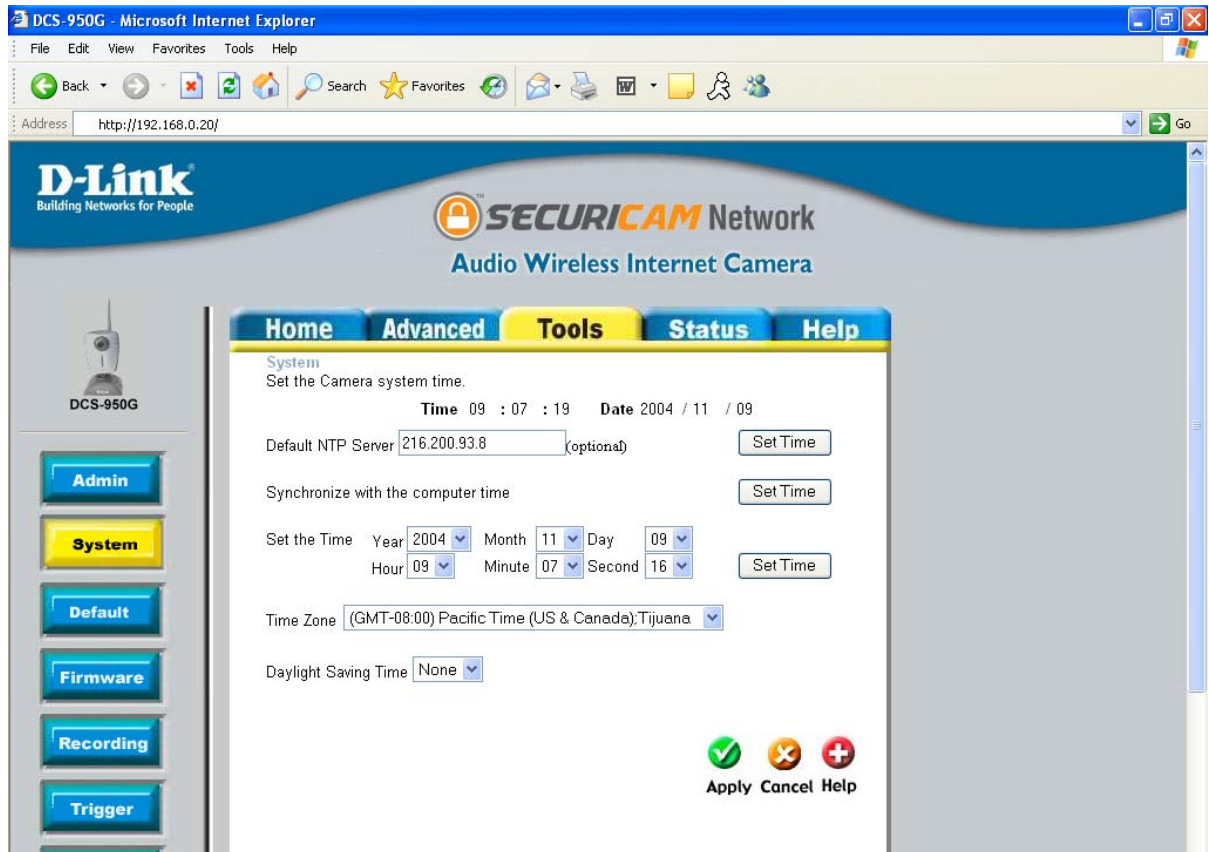 DCS-950G - Microsoft Internet Explorer
File Edit View Favorites Tools Help
Back Search Favorites
Address http://192.168.0.20/ Go
D-Link®
Building Networks for People
SECURICAM™ Network
Audio Wireless Internet Camera
DCS-950G
Home Advanced Tools Status Help
System
Set the Camera system time.
Time 09 : 07 : 19 Date 2004 / 11 / 09
Default NTP Server 216.200.93.8 (optional) Set Time
Synchronize with the computer time Set Time
Set the Time Year 2004 Month 11 Day 09
Hour 09 Minute 07 Second 16 Set Time
Time Zone (GMT-08:00) Pacific Time (US & Canada);Tijuana
Daylight Saving Time None
Apply Cancel Help
Admin
System
Default
Firmware
Recording
Trigger